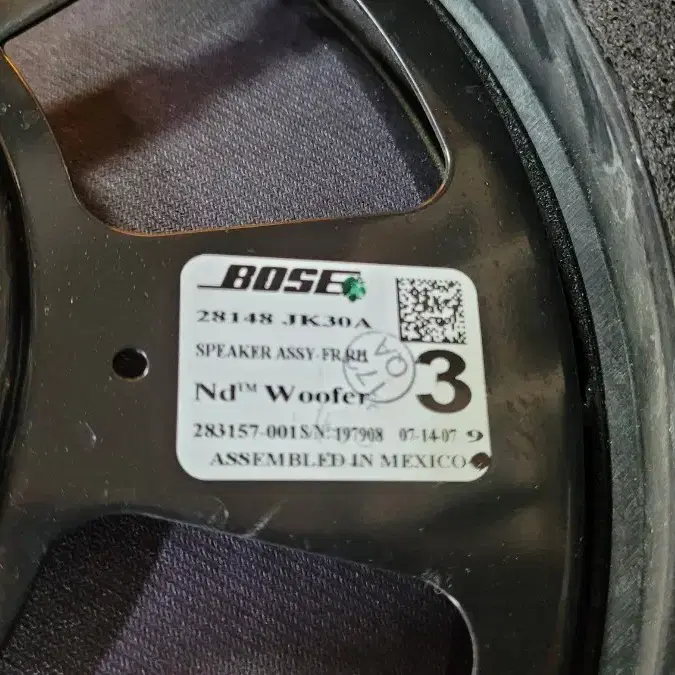 BOSE
28148 JK30A
SPEAKER ASSY-FR,RH
Nd™ Woofer
3
283157-001 S/N: 197908 07-14-07 9
ASSEMBLED IN MEXICO